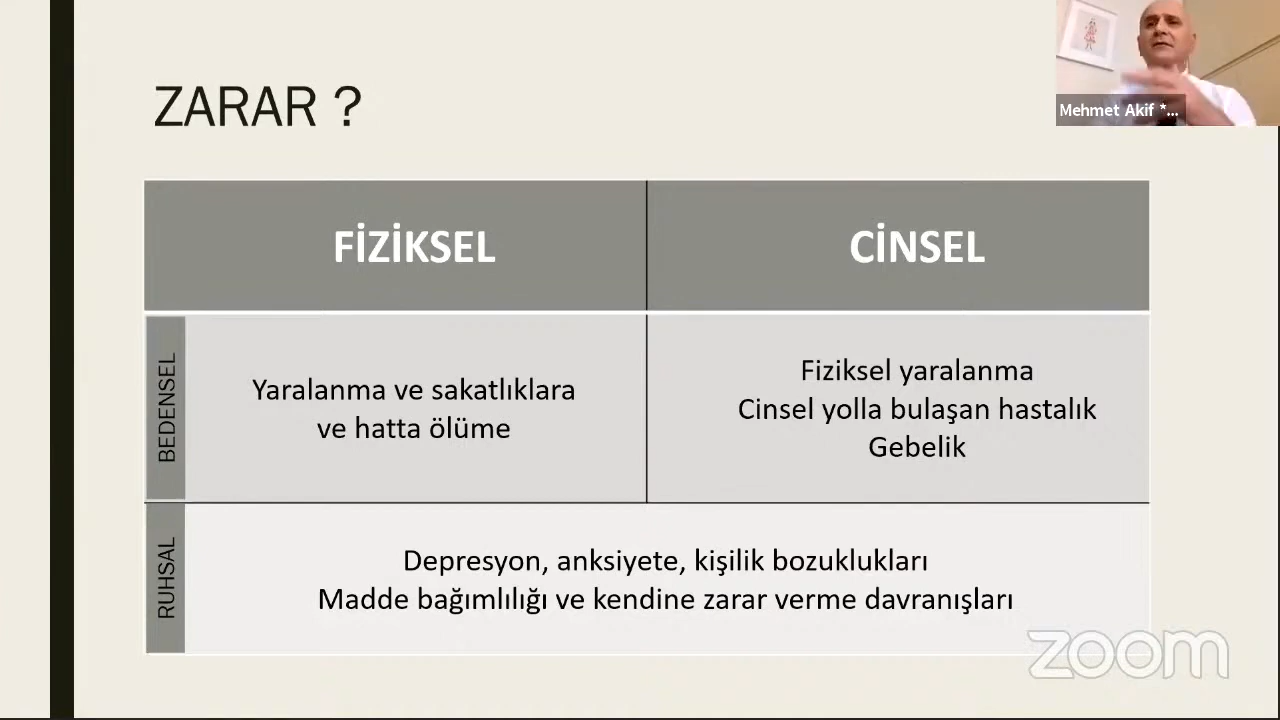 ZARAR ?
Mehmet Akif *...
FİZİKSEL
CİNSEL
BEDENSEL
Yaralanma ve sakatlıklara
ve hatta ölüme
Fiziksel yaralanma
Cinsel yolla bulaşan hastalık
Gebelik
RUHSAL
Depresyon, anksiyete, kişilik bozuklukları
Madde bağımlılığı ve kendine zarar verme davranışları
zoom